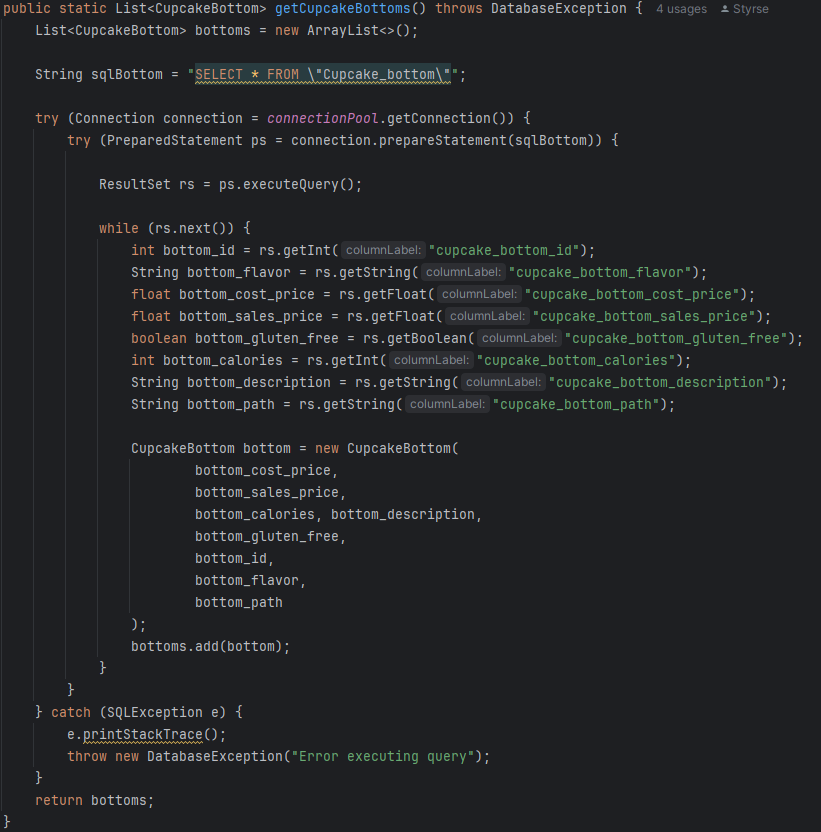 public static List<CupcakeBottom> getCupcakeBottoms() throws DatabaseException { 4 usages Styrse
    List<CupcakeBottom> bottoms = new ArrayList<>();

    String sqlBottom = "SELECT * FROM \"Cupcake_bottom\"";

    try (Connection connection = connectionPool.getConnection()) {
        try (PreparedStatement ps = connection.prepareStatement(sqlBottom)) {

            ResultSet rs = ps.executeQuery();

            while (rs.next()) {
                int bottom_id = rs.getInt( columnLabel: "cupcake_bottom_id");
                String bottom_flavor = rs.getString( columnLabel: "cupcake_bottom_flavor");
                float bottom_cost_price = rs.getFloat( columnLabel: "cupcake_bottom_cost_price");
                float bottom_sales_price = rs.getFloat( columnLabel: "cupcake_bottom_sales_price");
                boolean bottom_gluten_free = rs.getBoolean( columnLabel: "cupcake_bottom_gluten_free");
                int bottom_calories = rs.getInt( columnLabel: "cupcake_bottom_calories");
                String bottom_description = rs.getString( columnLabel: "cupcake_bottom_description");
                String bottom_path = rs.getString( columnLabel: "cupcake_bottom_path");

                CupcakeBottom bottom = new CupcakeBottom(
                        bottom_cost_price,
                        bottom_sales_price,
                        bottom_calories, bottom_description,
                        bottom_gluten_free,
                        bottom_id,
                        bottom_flavor,
                        bottom_path
                );
                bottoms.add(bottom);
            }
        }
    } catch (SQLException e) {
        e.printStackTrace();
        throw new DatabaseException("Error executing query");
    }
    return bottoms;
}